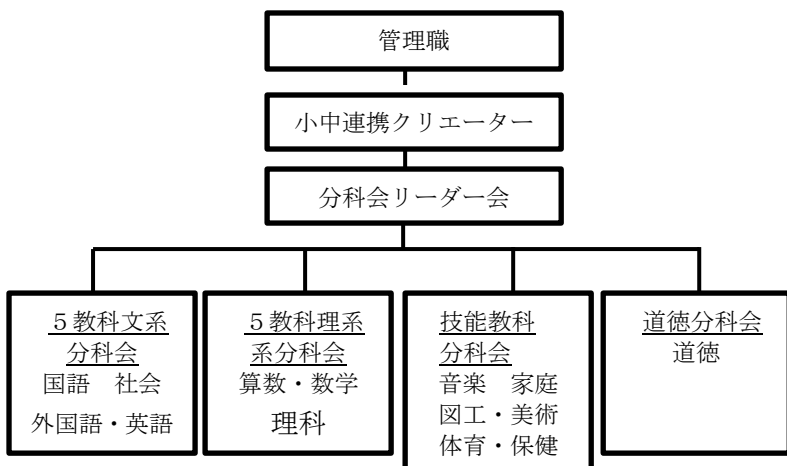 管理職
小中連携クリエーター
分科会リーダー会
５教科文系
分科会
国語　社会
外国語・英語
５教科理系
系分科会
算数・数学
理科
技能教科
分科会
音楽　家庭
図工・美術
体育・保健
道徳分科会
道徳